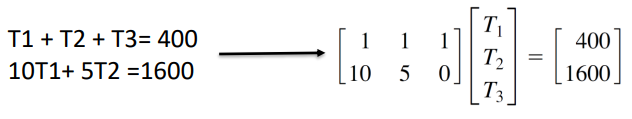 T1 + T2 + T3= 400
10T1+ 5T2 =1600
[1 1 1; 10 5 0] [T₁; T₂; T₃] = [400; 1600]